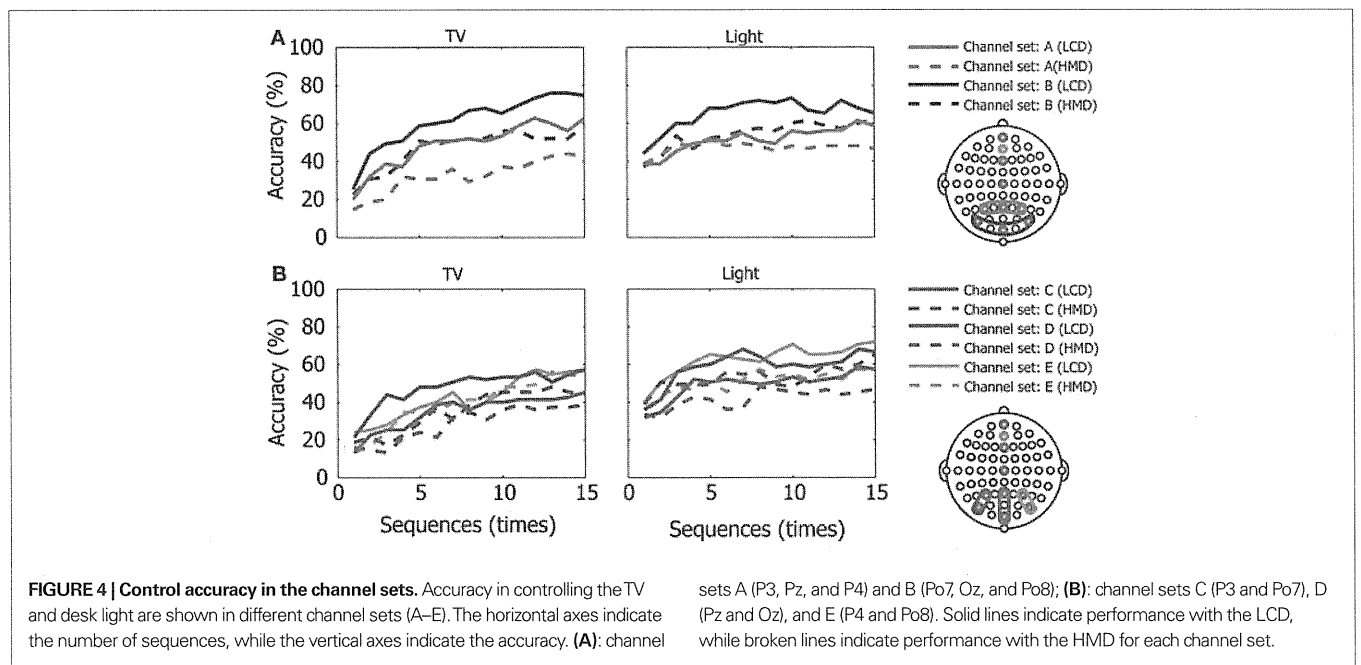 A
TV
Light
100
80
60
40
20
0
Accuracy (%)
Channel set: A (LCD)
Channel set: A(HMD)
Channel set: B (LCD)
Channel set: B (HMD)
B
TV
Light
100
80
60
40
20
0
Accuracy (%)
0 5 10 15
0 5 10 15
Sequences (times)
Sequences (times)
Channel set: C (LCD)
Channel set: C (HMD)
Channel set: D (LCD)
Channel set: D (HMD)
Channel set: E (LCD)
Channel set: E (HMD)
FIGURE 4 | Control accuracy in the channel sets. Accuracy in controlling the TV
and desk light are shown in different channel sets (A–E). The horizontal axes indicate
the number of sequences, while the vertical axes indicate the accuracy. (A): channel
sets A (P3, Pz, and P4) and B (Po7, Oz, and Po8); (B): channel sets C (P3 and Po7), D
(Pz and Oz), and E (P4 and Po8). Solid lines indicate performance with the LCD,
while broken lines indicate performance with the HMD for each channel set.